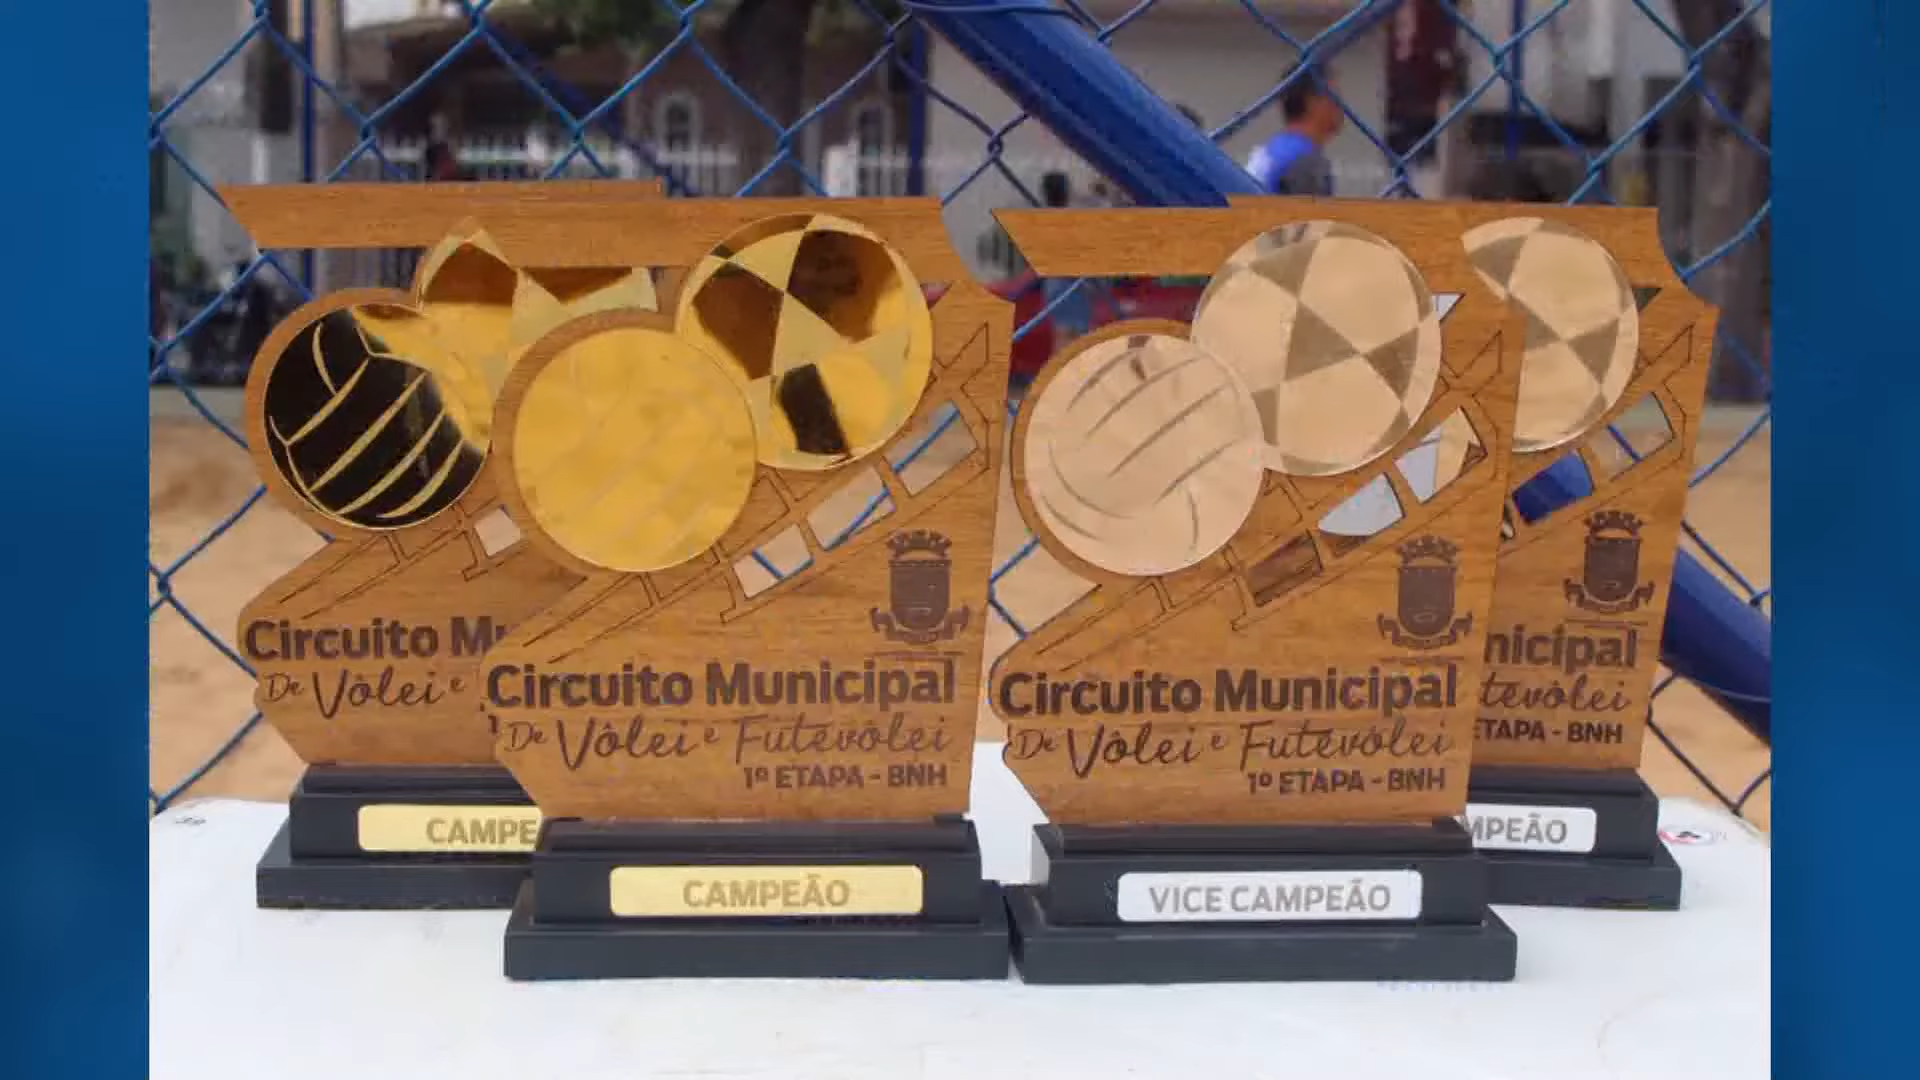 Circuito Mu
De Vôlei e
CAMPE
Circuito Municipal
De Vôlei e Futevôlei
1º ETAPA - BNH
CAMPEÃO
Circuito Municipal
De Vôlei e Futevôlei
1º ETAPA - BNH
VICE CAMPEÃO
nicipal
tevôlei
ETAPA - BNH
MPEÃO